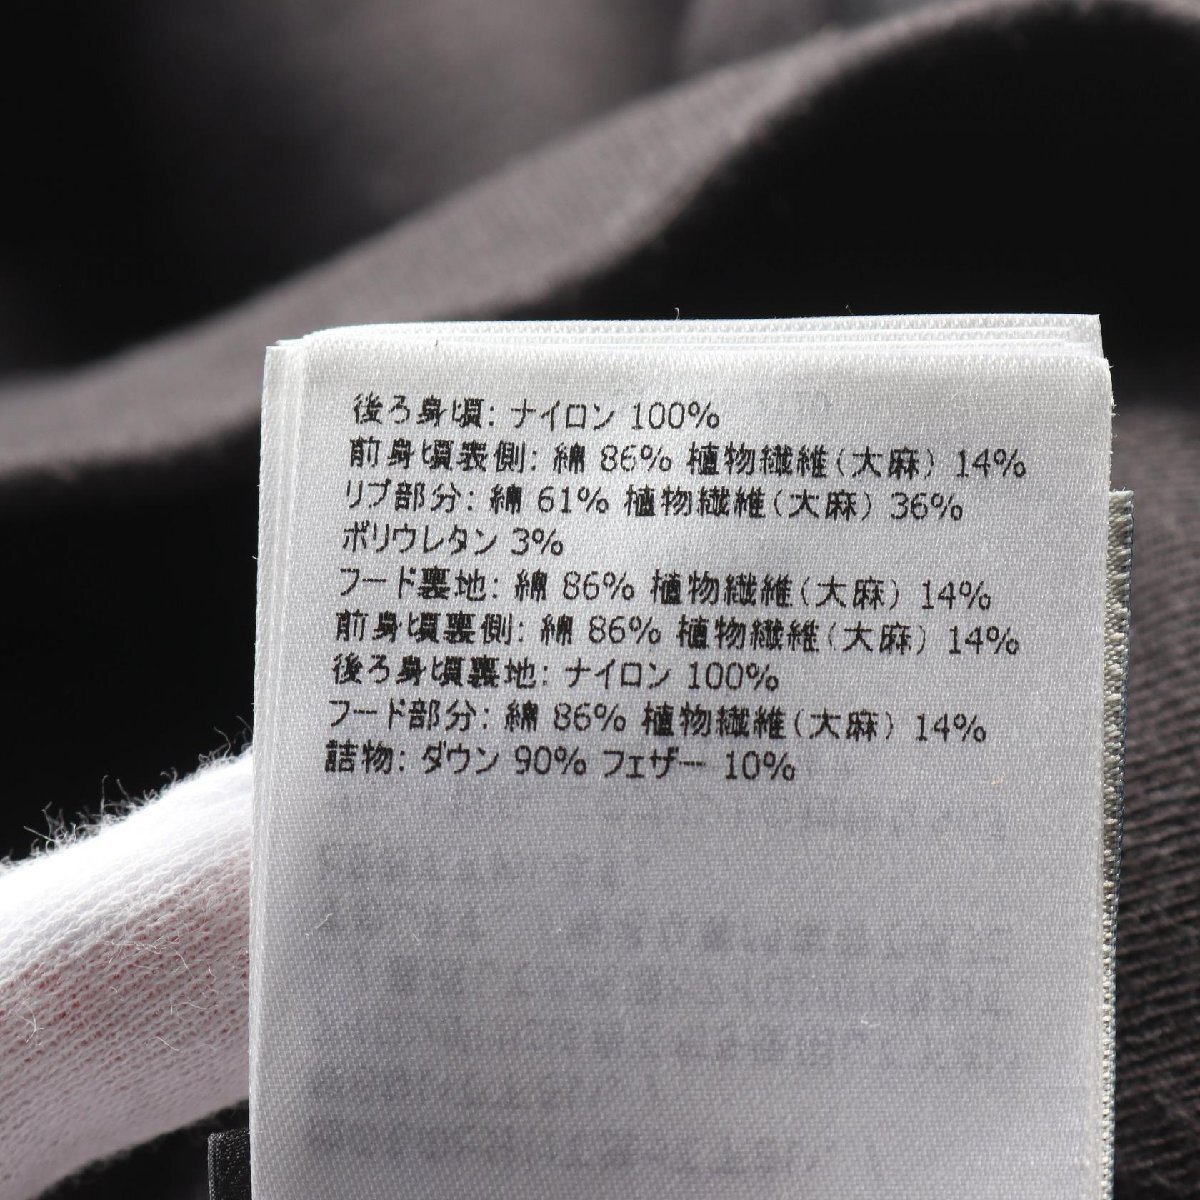 後ろ身頃: ナイロン 100%
前身頃表側: 綿 86% 植物繊維(大麻) 14%
リブ部分: 綿 61% 植物繊維(大麻) 36%
ポリウレタン 3%
フード裏地: 綿 86% 植物繊維(大麻) 14%
前身頃裏側: 綿 86% 植物繊維(大麻) 14%
後ろ身頃裏地: ナイロン 100%
フード部分: 綿 86% 植物繊維(大麻) 14%
詰物: ダウン 90% フェザー 10%